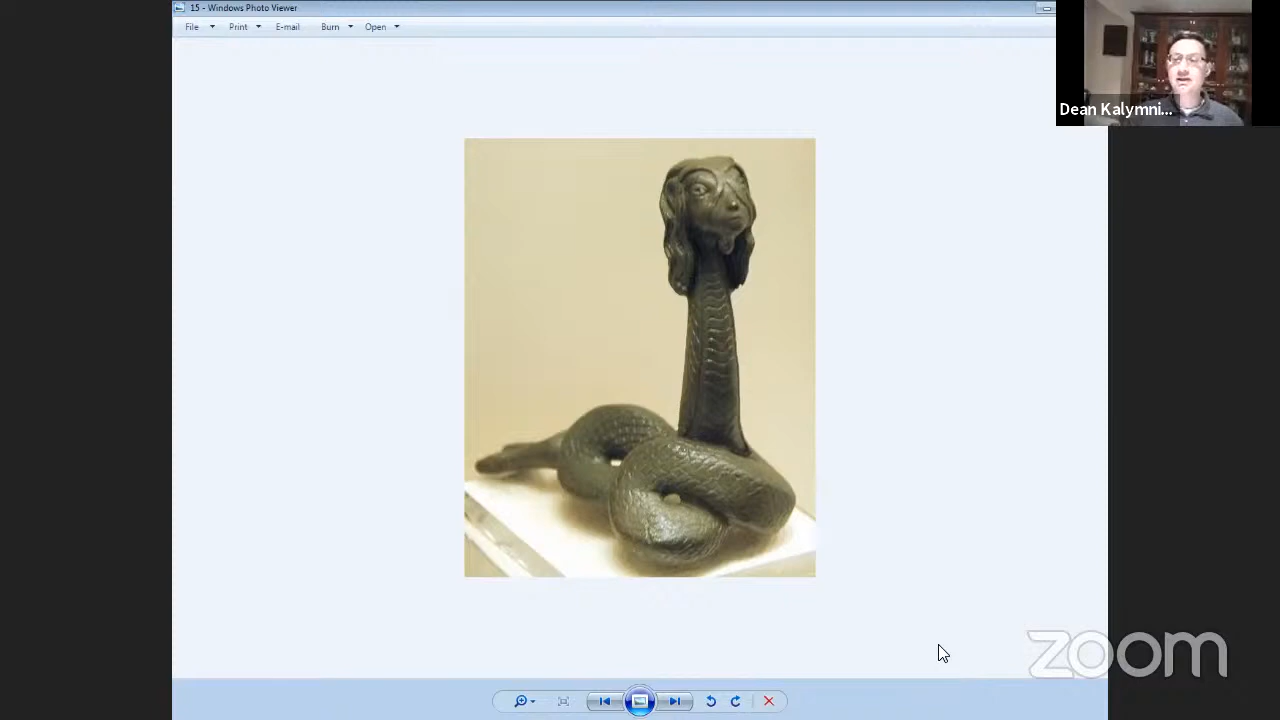 15 - Windows Photo Viewer
File Print E-mail Burn Open
Dean Kalymni...
zoom